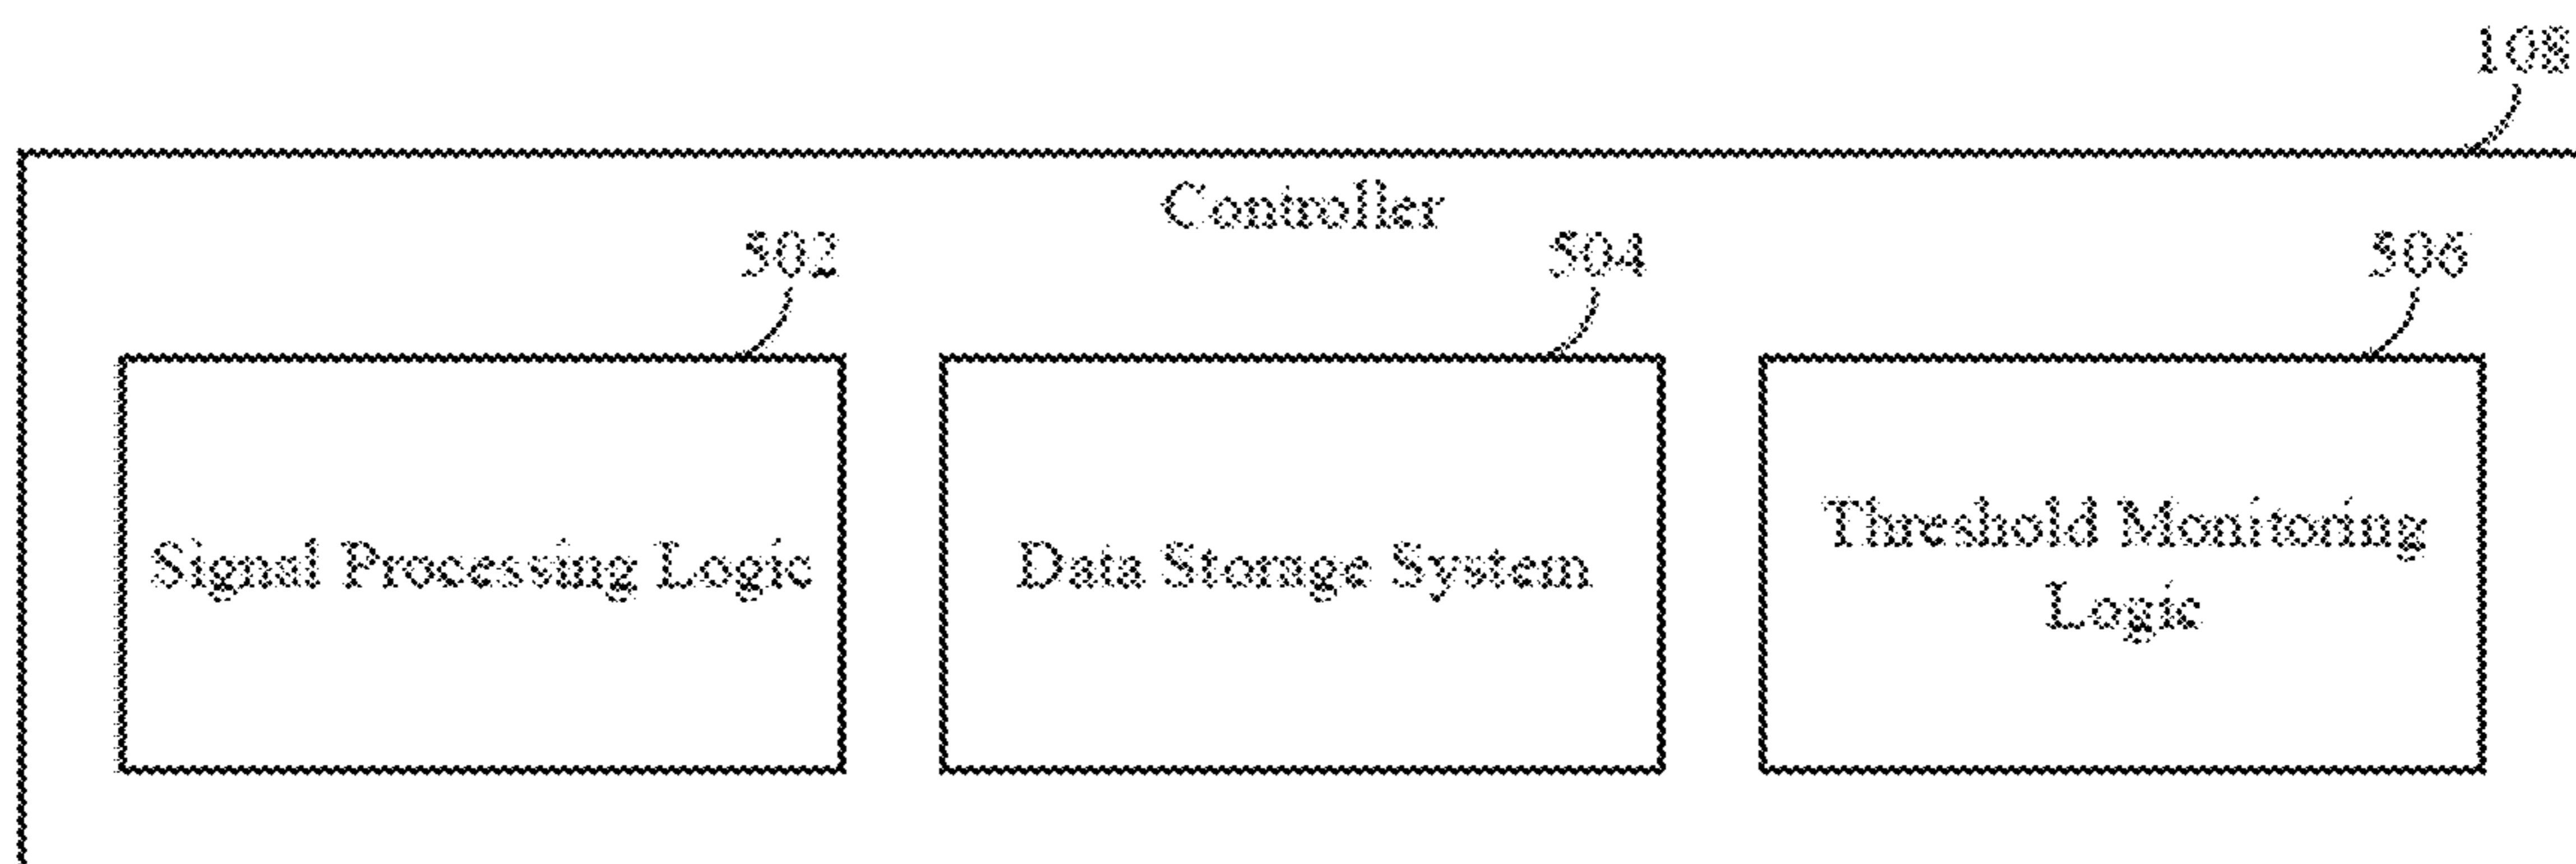 108
Controller
502
504
506
Signal Processing Logic
Data Storage System
Threshold Monitoring
Logic